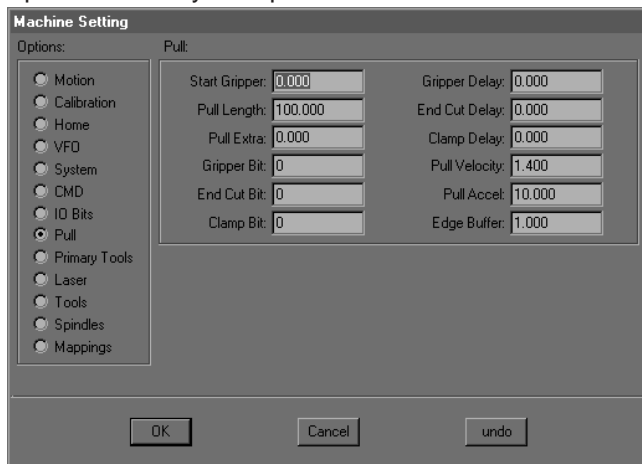 Machine Setting
Options:
Motion
Calibration
Home
VFO
System
CMD
IO Bits
Pull
Primary Tools
Laser
Tools
Spindles
Mappings
Pull:
Start Gripper: 0.000
Pull Length: 100.000
Pull Extra: 0.000
Gripper Bit: 0
End Cut Bit: 0
Clamp Bit: 0
Gripper Delay: 0.000
End Cut Delay: 0.000
Clamp Delay: 0.000
Pull Velocity: 1.400
Pull Accel: 10.000
Edge Buffer: 1.000
OK
Cancel
undo